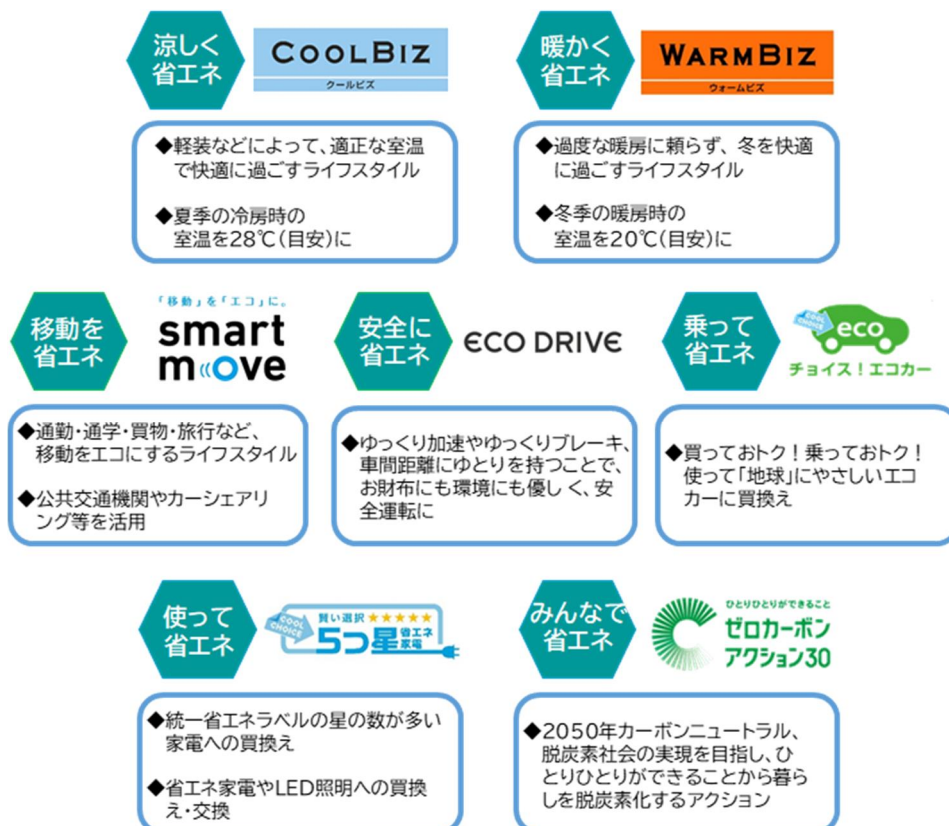 涼しく
省エネ
COOLBIZ
クールビズ
◆軽装などによって、適正な室温
で快適に過ごすライフスタイル
◆夏季の冷房時の
室温を28℃(目安)に
暖かく
省エネ
WARMBIZ
ウォームビズ
◆過度な暖房に頼らず、冬を快適
に過ごすライフスタイル
◆冬季の暖房時の
室温を20℃(目安)に
移動を
省エネ
「移動」を「エコ」に。
smart
move
◆通勤・通学・買物・旅行など、
移動をエコにするライフスタイル
◆公共交通機関やカーシェアリ
ング等を活用
安全に
省エネ
ECO DRIVE
◆ゆっくり加速やゆっくりブレーキ、
車間距離にゆとりを持つことで、
お財布にも環境にも優しく、安
全運転に
乗って
省エネ
COOL
CHOICE
eco
チョイス!エコカー
◆買っておトク!乗っておトク!
使って「地球」にやさしいエコ
カーに買換え
使って
省エネ
COOL
CHOICE
賢い選択 ★★★★★
5つ星 省エネ
家電
◆統一省エネラベルの星の数が多い
家電への買換え
◆省エネ家電やLED照明への買換
え・交換
みんなで
省エネ
ひとりひとりができること
ゼロカーボン
アクション30
◆2050年カーボンニュートラル、
脱炭素社会の実現を目指し、ひ
とりひとりができることから暮ら
しを脱炭素化するアクション